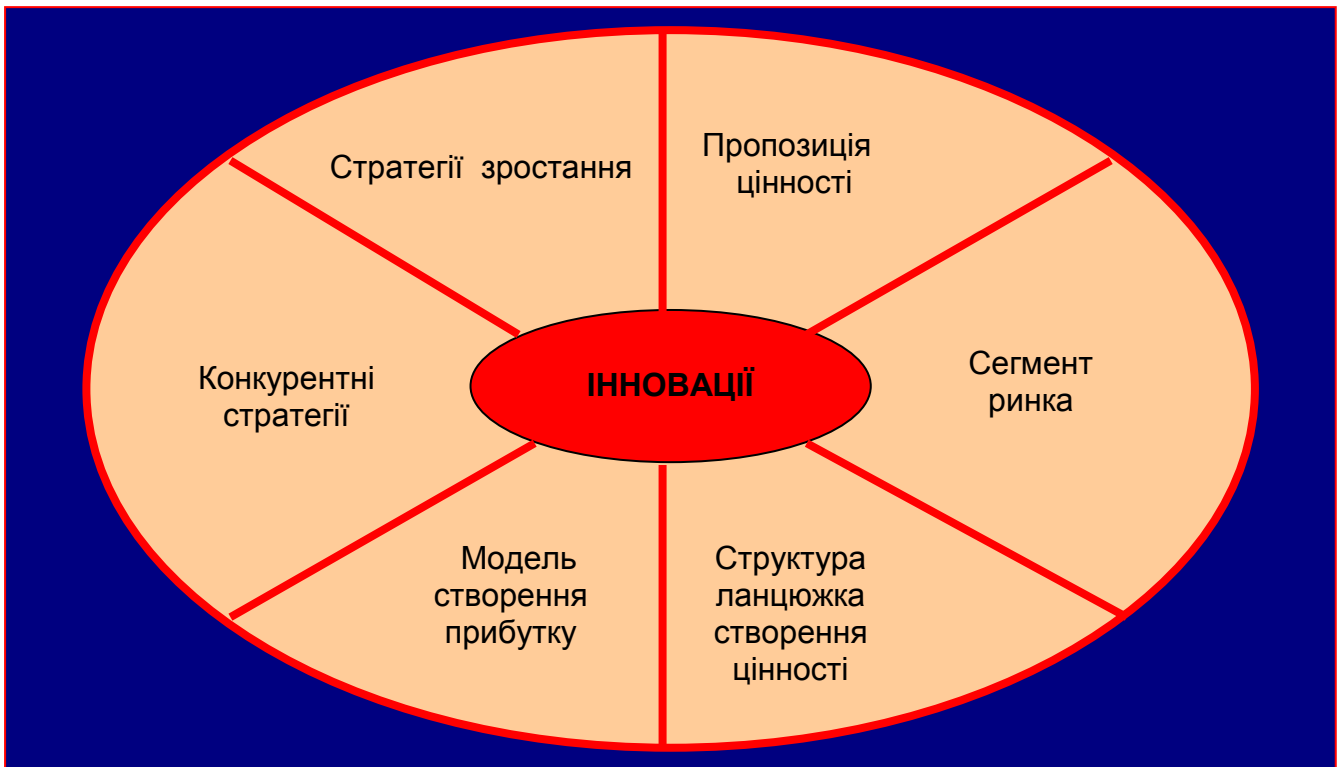 Стратегії зростання
Пропозиція
цінності
Конкурентні
стратегії
ІННОВАЦІЇ
Сегмент
ринка
Модель
створення
прибутку
Структура
ланцюжка
створення
цінності